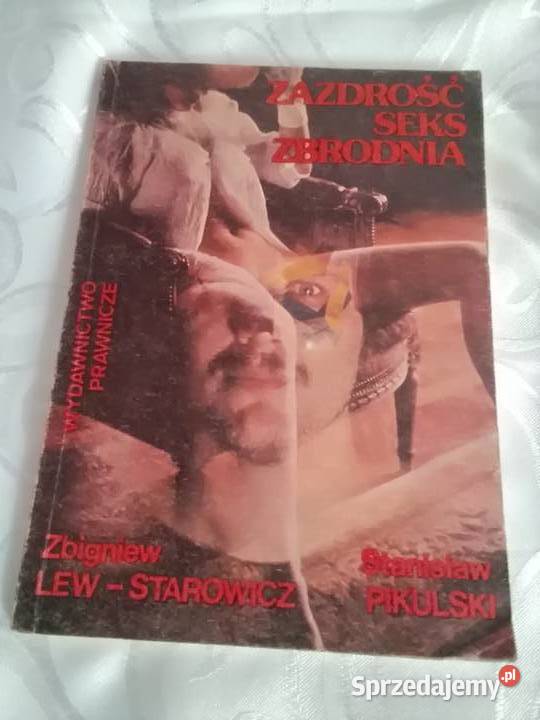 ZAZDROŚĆ
SEKS
ZBRODNIA
WYDAWNICTWO
PRAWNICZE
Zbigniew
LEW – STAROWICZ
Stanisław
PIKULSKI
Sprzedajemy.pl